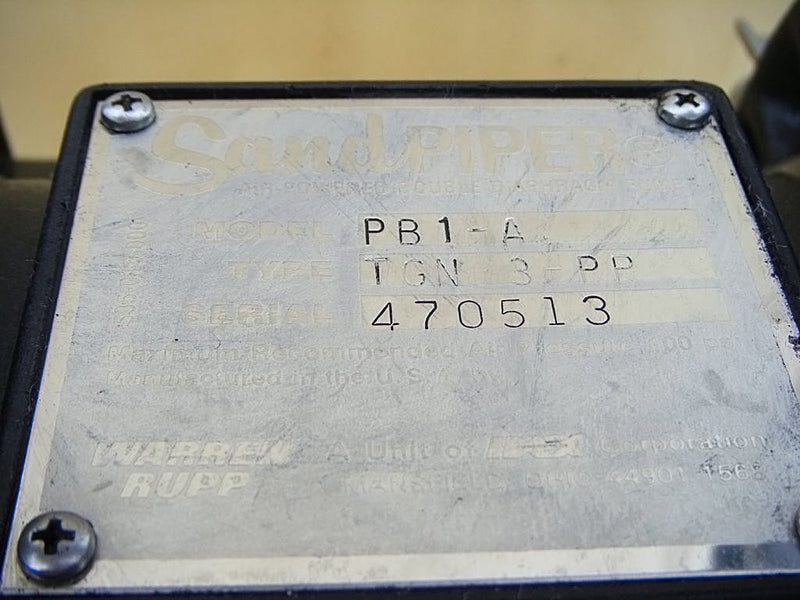 SandPIPER®
AIR-POWERED DOUBLE DIAPHRAGM PUMP
MODEL PB1-A
TYPE TGN 3-PP
SERIAL 470513
Maximum Recommended Air Pressure 100
Manufactured in the U.S.A.
WARREN RUPP
A Unit of IDEX Corporation
MANSFIELD, OHIO 44901-1568